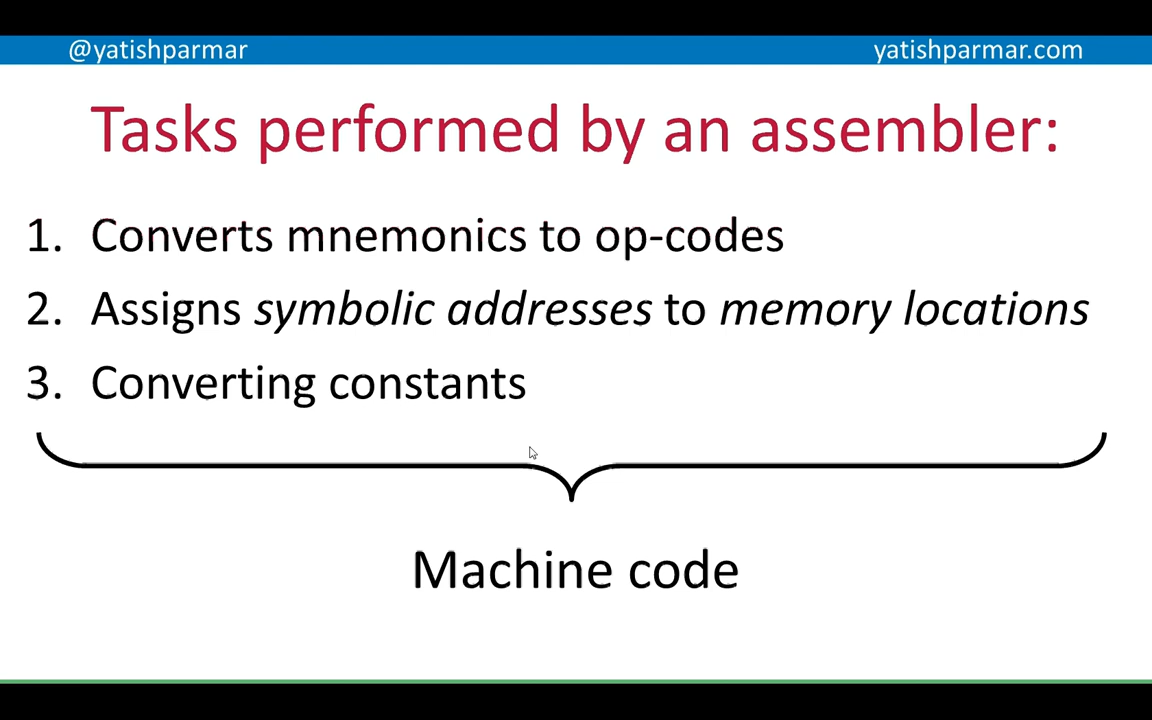 @yatishparmar yatishparmar.com
Tasks performed by an assembler:
1. Converts mnemonics to op-codes
2. Assigns symbolic addresses to memory locations
3. Converting constants
Machine code